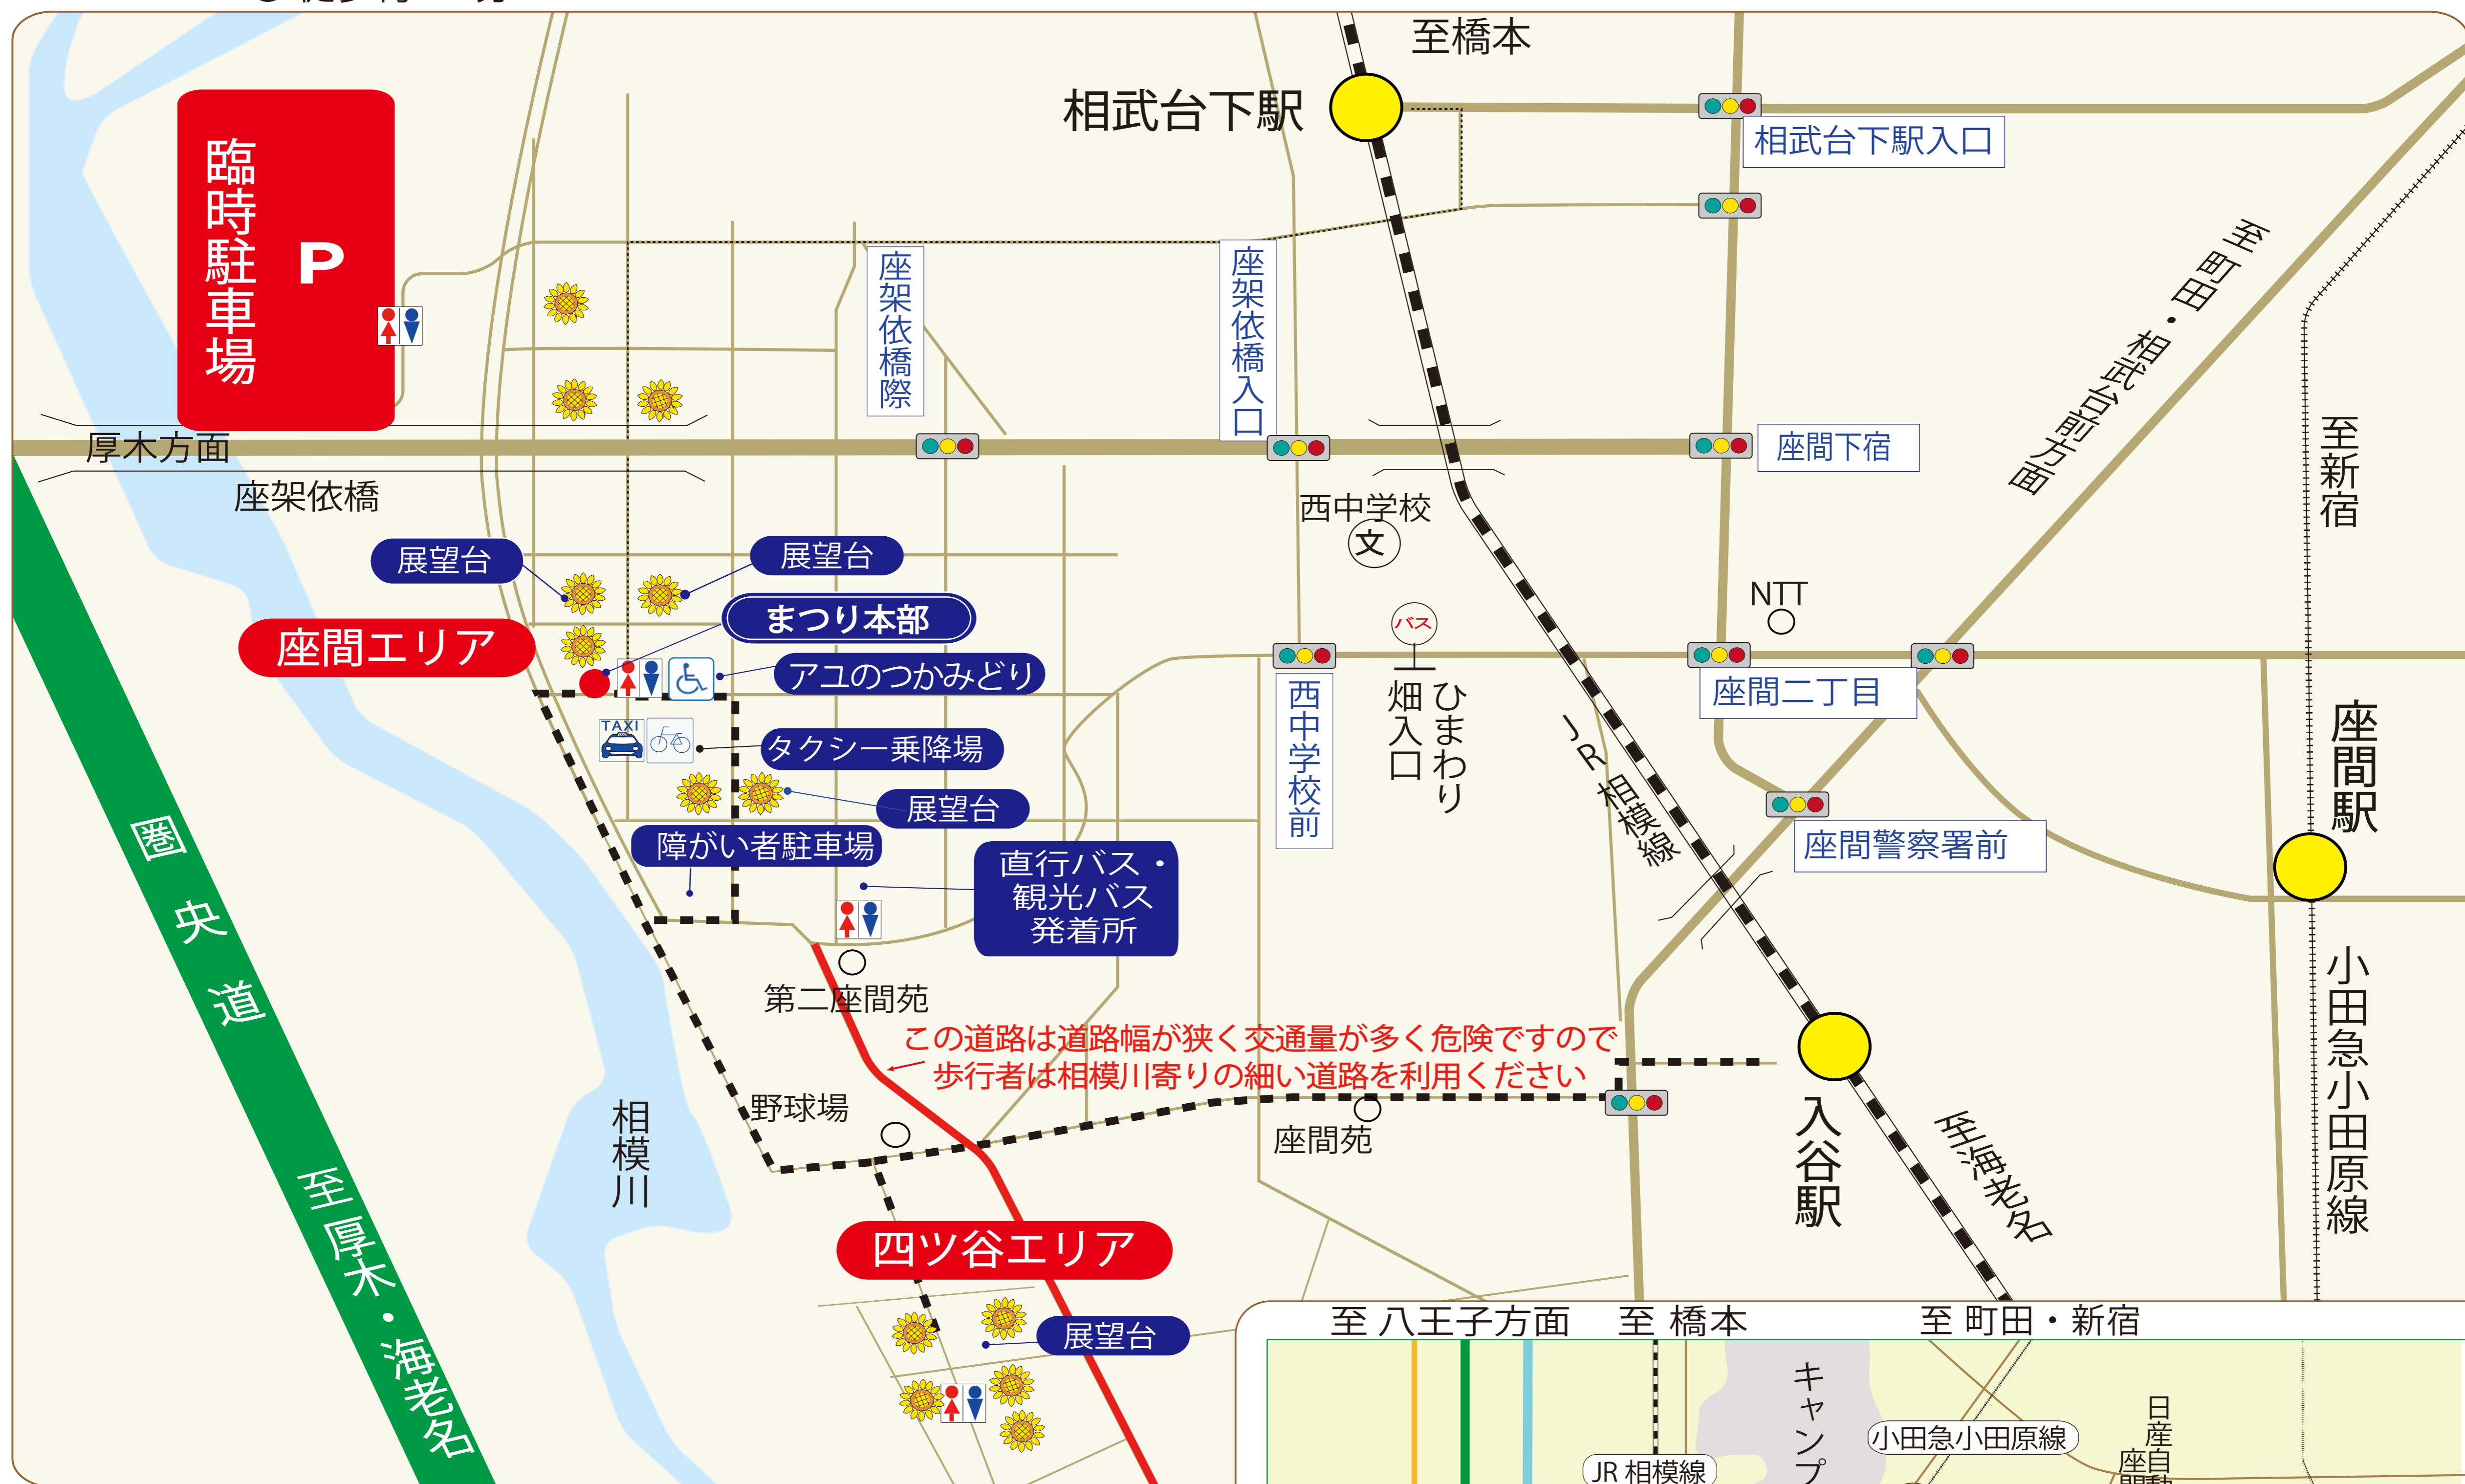 至橋本
相武台下駅
相武台下駅入口
臨時駐車場
P
座架依橋際
座架依橋入口
至町田・相武台前方面
至新宿
厚木方面
座架依橋
座間下宿
西中学校
文
展望台
展望台
NTT
まつり本部
バス
座間エリア
アユのつかみどり
座間二丁目
西中学校前
ひまわり
畑入口
座間駅
TAXI
タクシー乗降場
JR相模線
展望台
障がい者駐車場
座間警察署前
直行バス・
観光バス
発着所
圏央道
第二座間苑
小田急小田原線
この道路は道路幅が狭く交通量が多く危険ですので
歩行者は相模川寄りの細い道路を利用ください
野球場
相模川
座間苑
入谷駅
至海老名
至厚木・海老名
四ツ谷エリア
展望台
至 八王子方面
至 橋本
至 町田・新宿
キャンプ
小田急小田原線
JR 相模線
日産自動
座間